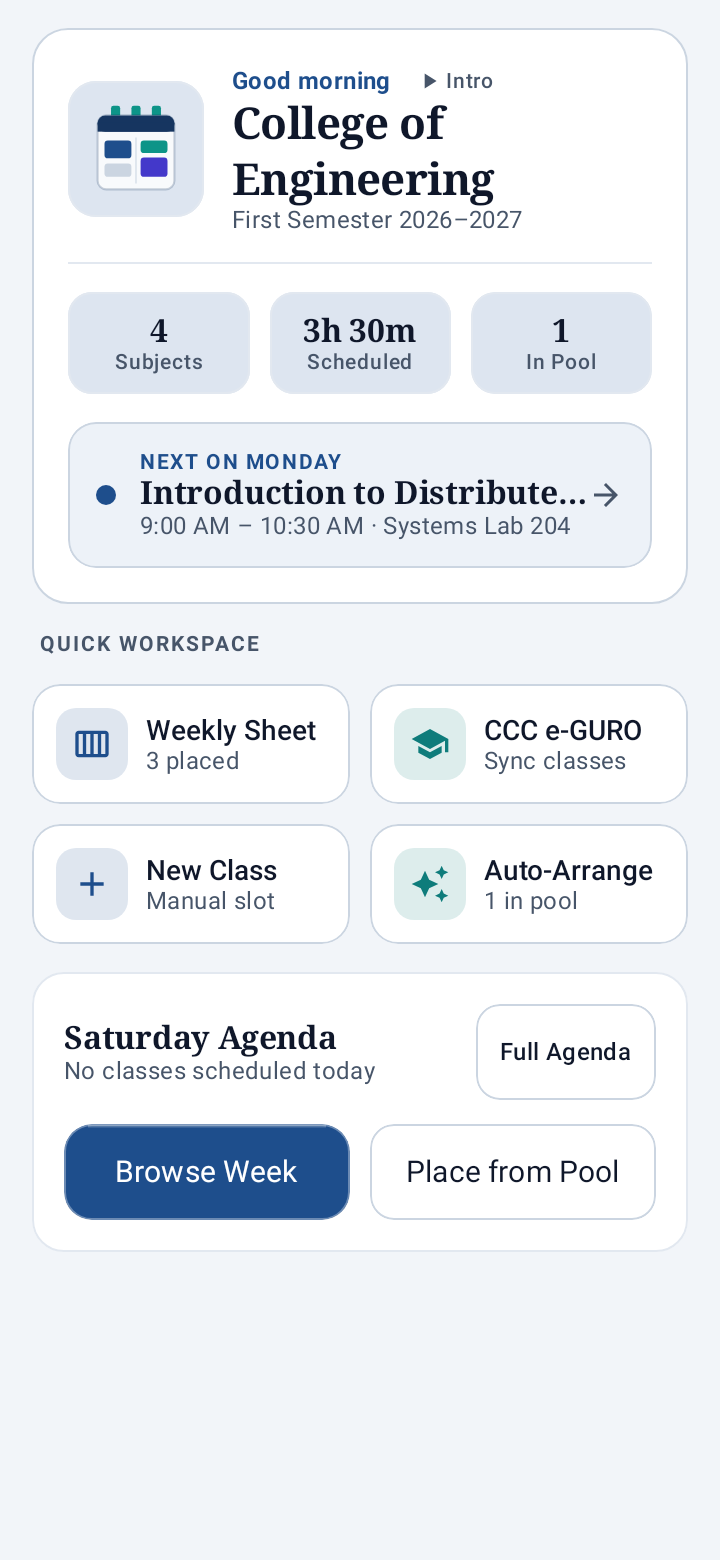 Good morning
Intro
College of
Engineering
First Semester 2026–2027
4
Subjects
3h 30m
Scheduled
1
In Pool
NEXT ON MONDAY
Introduction to Distribute...
9:00 AM – 10:30 AM · Systems Lab 204
QUICK WORKSPACE
Weekly Sheet
3 placed
CCC e-GURO
Sync classes
New Class
Manual slot
Auto-Arrange
1 in pool
Saturday Agenda
No classes scheduled today
Full Agenda
Browse Week
Place from Pool